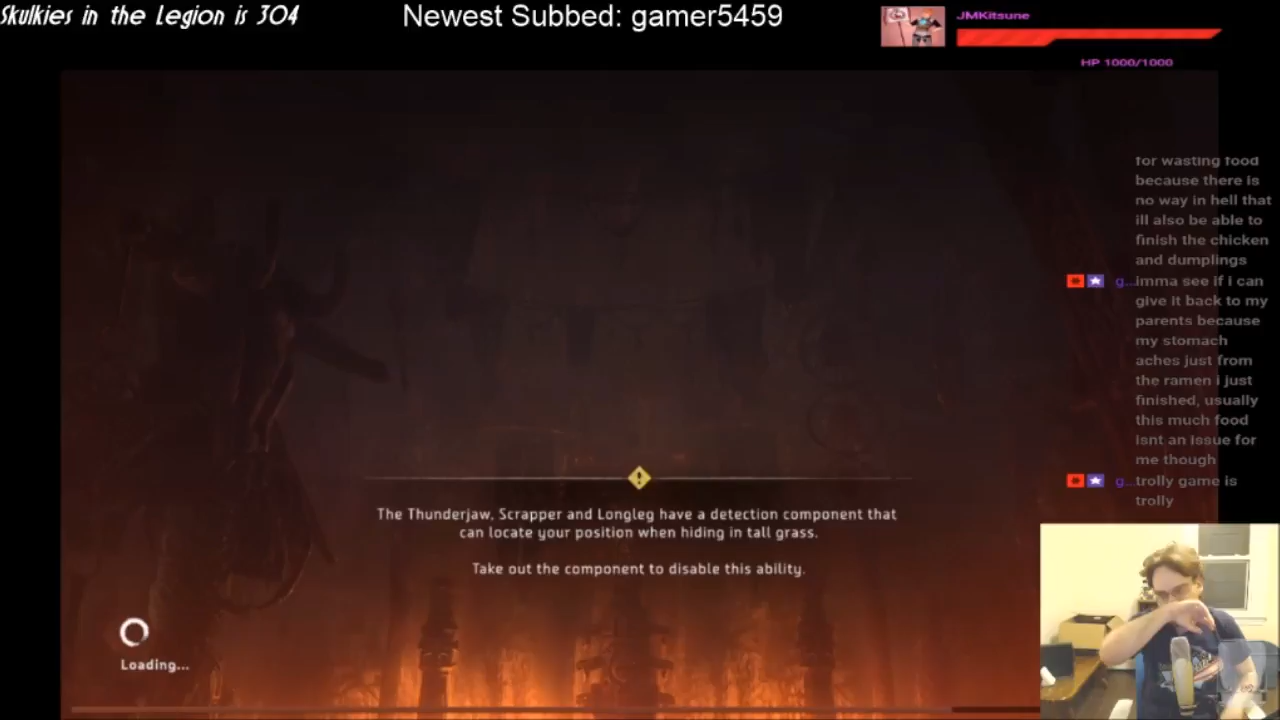 Skulkies in the Legion is 304
Newest Subbed: gamer5459
JMKitsune
HP 1000/1000
for wasting food
because there is
no way in hell that
ill also be able to
finish the chicken
and dumplings
g...imma see if i can
give it back to my
parents because
my stomach
aches just from
the ramen i just
finished, usually
this much food
isnt an issue for
me though
g...trolly game is
trolly
The Thunderjaw, Scrapper and Longleg have a detection component that
can locate your position when hiding in tall grass.
Take out the component to disable this ability.
Loading...